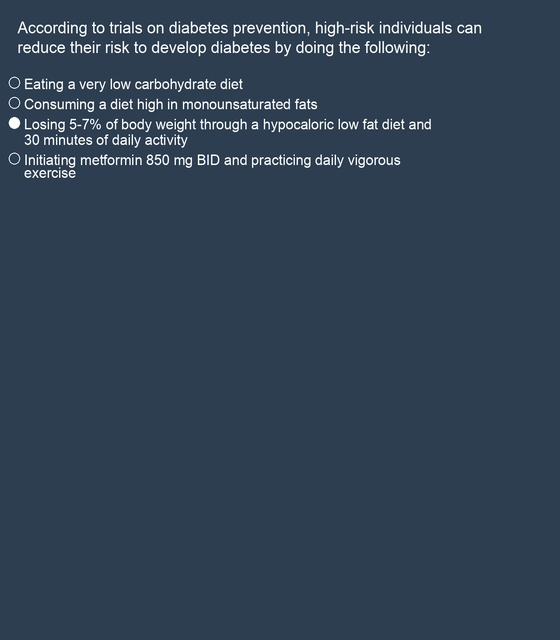 According to trials on diabetes prevention, high-risk individuals can
reduce their risk to develop diabetes by doing the following:
Eating a very low carbohydrate diet
Consuming a diet high in monounsaturated fats
Losing 5-7% of body weight through a hypocaloric low fat diet and
30 minutes of daily activity
Initiating metformin 850 mg BID and practicing daily vigorous
exercise